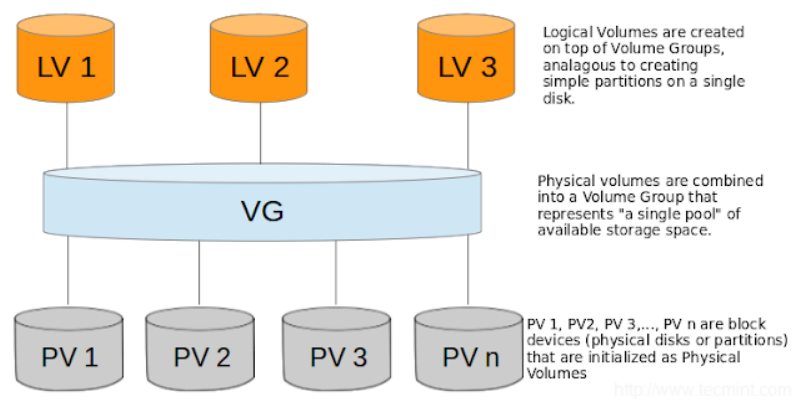 LV 1
LV 2
LV 3
Logical Volumes are created
on top of Volume Groups,
analagous to creating
simple partitions on a single
disk.
VG
Physical volumes are combined
into a Volume Group that
represents "a single pool" of
available storage space.
PV 1
PV 2
PV 3
PV n
PV 1, PV2, PV 3,..., PV n are block
devices (physical disks or partitions)
that are initialized as Physical
Volumes
http://www.tecmint.com